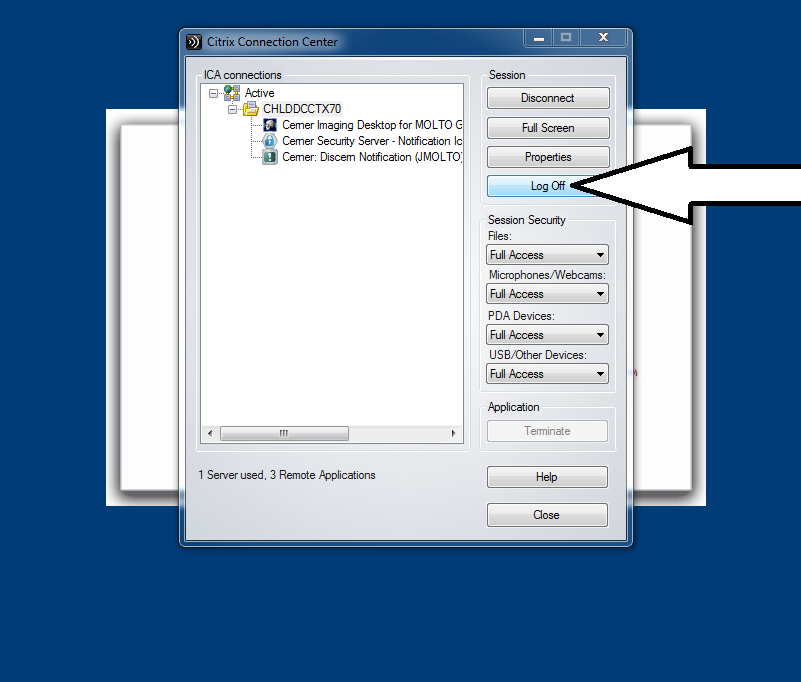 Citrix Connection Center
ICA connections
Active
CHLDDCCTX70
Cerner Imaging Desktop for MOLTO G
Cerner Security Server - Notification Ic
Cerner: Discern Notification (JMOLTO)
1 Server used, 3 Remote Applications
Session
Disconnect
Full Screen
Properties
Log Off
Session Security
Files:
Full Access
Microphones/Webcams:
Full Access
PDA Devices:
Full Access
USB/Other Devices:
Full Access
Application
Terminate
Help
Close